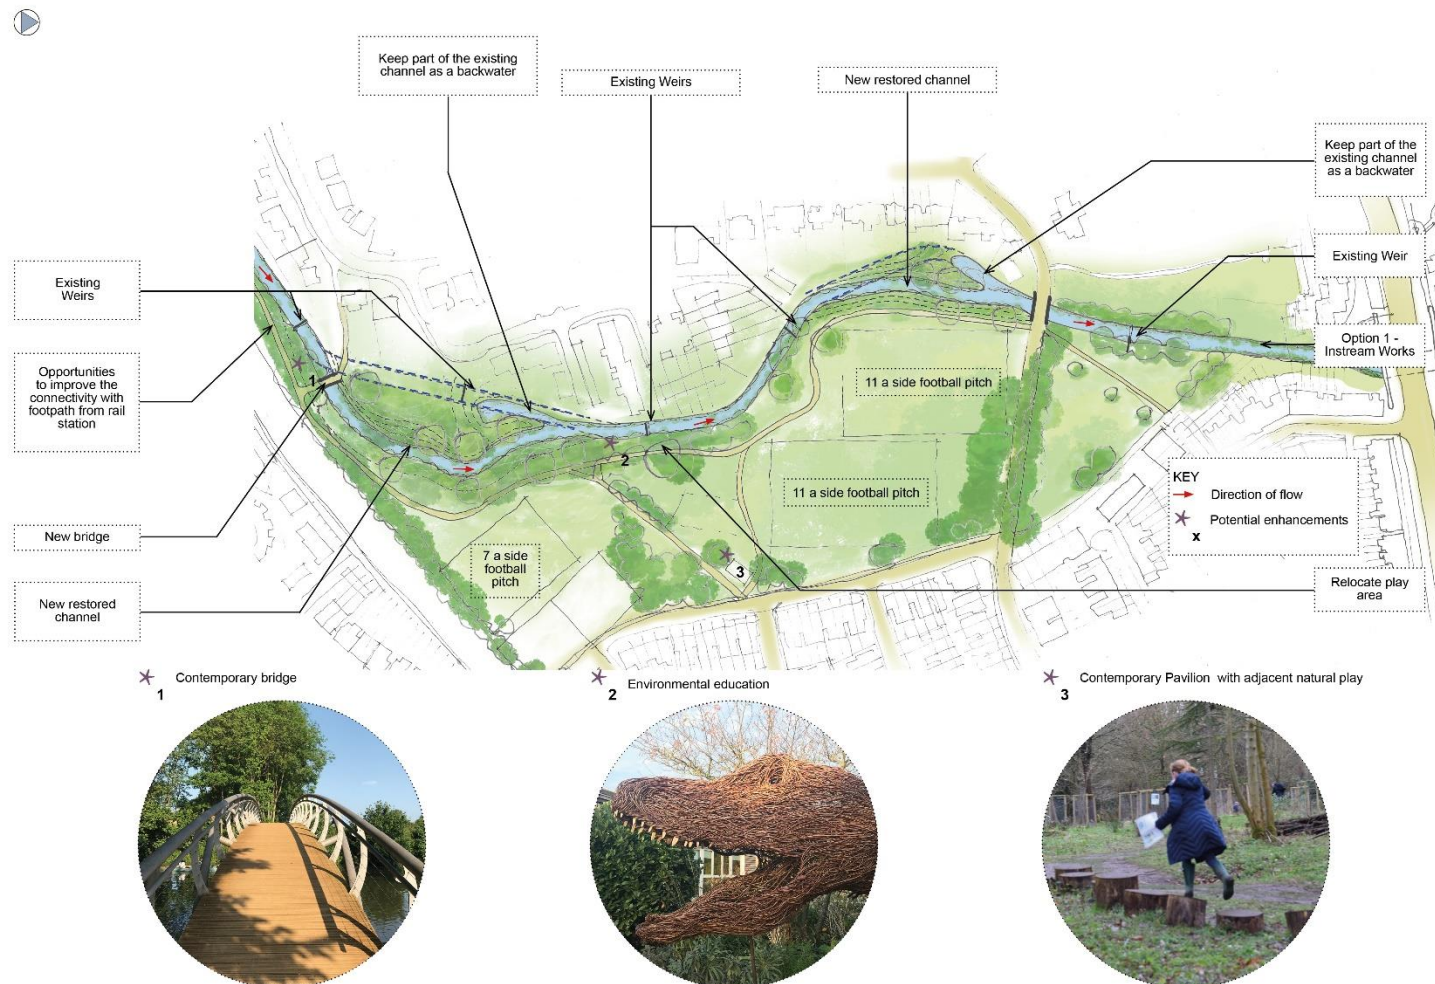 Keep part of the existing
channel as a backwater
Existing Weirs
New restored channel
Keep part of the
existing channel
as a backwater
Existing
Weirs
Existing Weir
Opportunities
to improve the
connectivity with
footpath from rail
station
1
Option 1 -
Instream Works
11 a side football pitch
2
11 a side football pitch
KEY
Direction of flow
Potential enhancements
x
New bridge
7 a side
football
pitch
3
Relocate play
area
New restored
channel
1
Contemporary bridge
2
Environmental education
3
Contemporary Pavilion with adjacent natural play